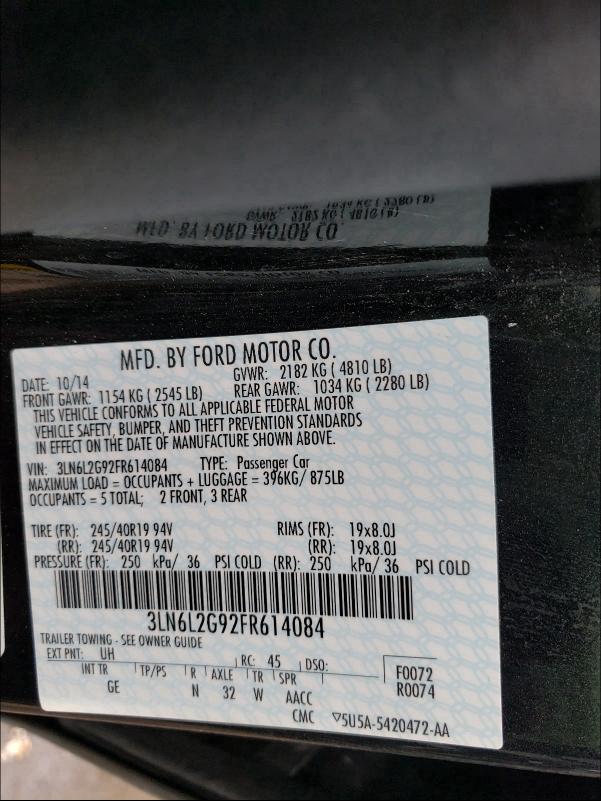 MFD. BY FORD MOTOR CO.
DATE: 10/14 GVWR: 2182 KG ( 4810 LB)
FRONT GAWR: 1154 KG ( 2545 LB) REAR GAWR: 1034 KG ( 2280 LB)
THIS VEHICLE CONFORMS TO ALL APPLICABLE FEDERAL MOTOR
VEHICLE SAFETY, BUMPER, AND THEFT PREVENTION STANDARDS
IN EFFECT ON THE DATE OF MANUFACTURE SHOWN ABOVE.
VIN: 3LN6L2G92FR614084 TYPE: Passenger Car
MAXIMUM LOAD = OCCUPANTS + LUGGAGE = 396KG/ 875LB
OCCUPANTS = 5 TOTAL; 2 FRONT, 3 REAR
TIRE (FR): 245/40R19 94V RIMS (FR): 19x8.0J
(RR): 245/40R19 94V (RR): 19x8.0J
PRESSURE (FR): 250 kPa/ 36 PSI COLD (RR): 250 kPa/ 36 PSI COLD
3LN6L2G92FR614084
TRAILER TOWING - SEE OWNER GUIDE
EXT PNT: UH RC: 45 DSO: F0072
INT TR TP/PS R AXLE TR SPR R0074
GE N 32 W AACC
CMC ▽5U5A-5420472-AA